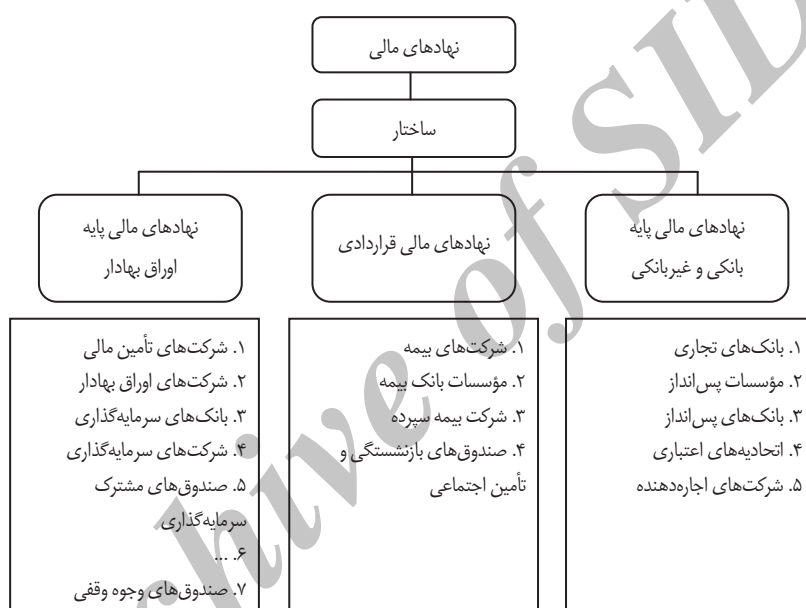 نهادهای مالی
ساختار
نهادهای مالی پایه
بانکی و غیربانکی
نهادهای مالی قراردادی
نهادهای مالی پایه
اوراق بهادار
۱. بانک‌های تجاری
۲. مؤسسات پس‌انداز
۳. بانک‌های پس‌انداز
۴. اتحادیه‌های اعتباری
۵. شرکت‌های اجاره‌دهنده
۱. شرکت‌های بیمه
۲. مؤسسات بانک بیمه
۳. شرکت بیمه سپرده
۴. صندوق‌های بازنشستگی و
تأمین اجتماعی
۱. شرکت‌های تأمین مالی
۲. شرکت‌های اوراق بهادار
۳. بانک‌های سرمایه‌گذاری
۴. شرکت‌های سرمایه‌گذاری
۵. صندوق‌های مشترک
سرمایه‌گذاری
۶. ...
۷. صندوق‌های وجوه وقفی
chive of SID